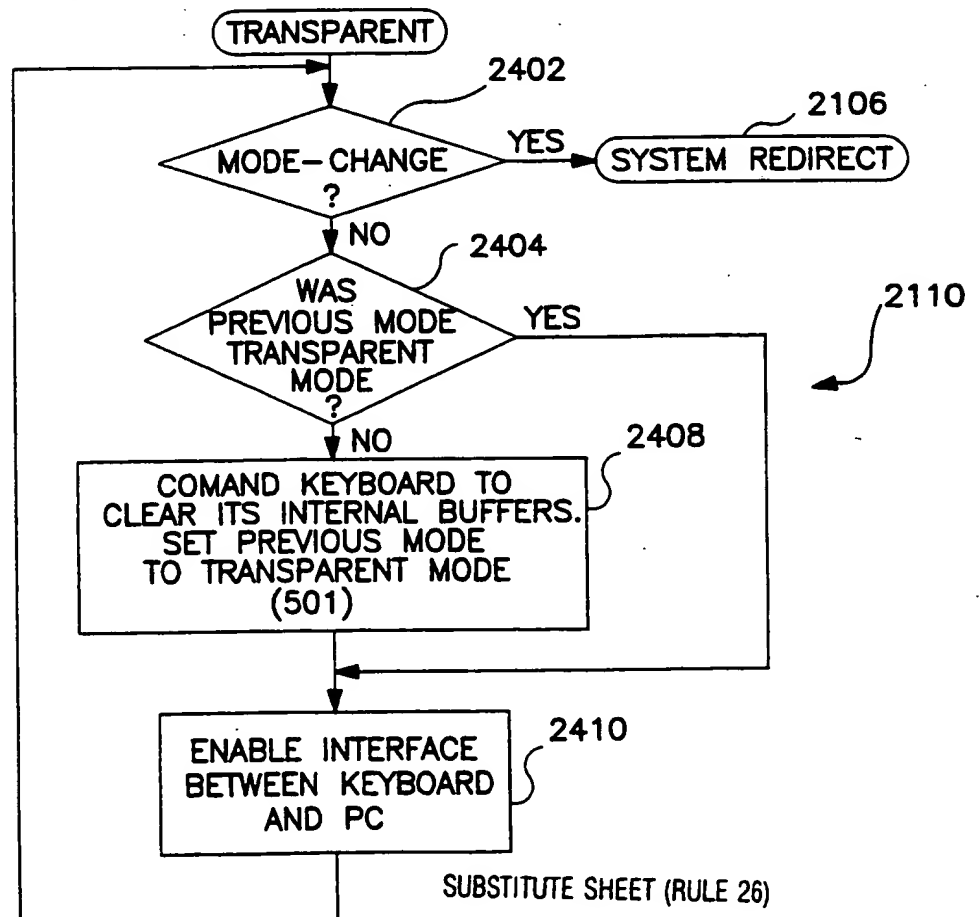 TRANSPARENT
2402
MODE-CHANGE
?
YES
2106
SYSTEM REDIRECT
NO
2404
WAS
PREVIOUS MODE
TRANSPARENT
MODE
?
YES
2110
NO
2408
COMAND KEYBOARD TO
CLEAR ITS INTERNAL BUFFERS.
SET PREVIOUS MODE
TO TRANSPARENT MODE
(501)
2410
ENABLE INTERFACE
BETWEEN KEYBOARD
AND PC
SUBSTITUTE SHEET (RULE 26)